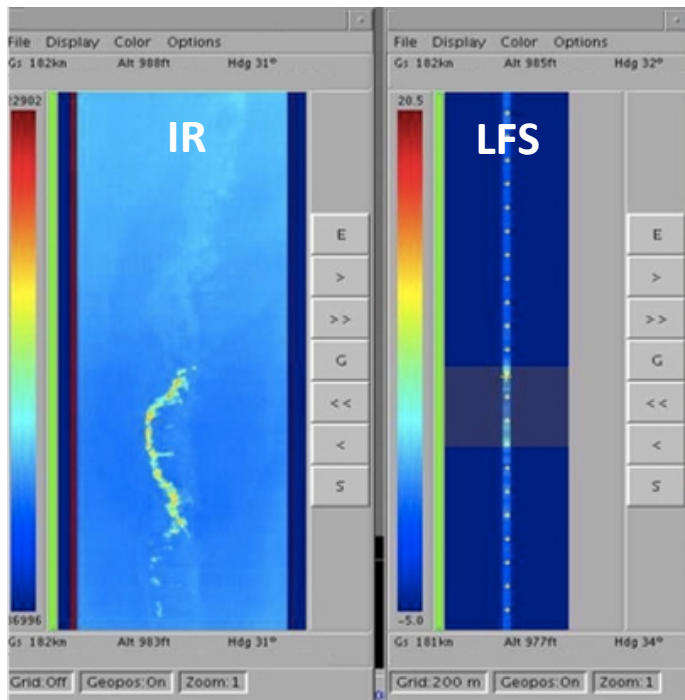 File Display Color Options
Gs 182kn Alt 988ft Hdg 31°
22902
IR
E
>
>>
G
<<
<
S
36996
Gs 182kn Alt 983ft Hdg 31°
Grid:Off Geopos:On Zoom:1
File Display Color Options
Gs 182kn Alt 985ft Hdg 32°
20.5
LFS
E
>
>>
G
<<
<
S
-5.0
Gs 181kn Alt 977ft Hdg 34°
Grid:200 m Geopos:On Zoom:1